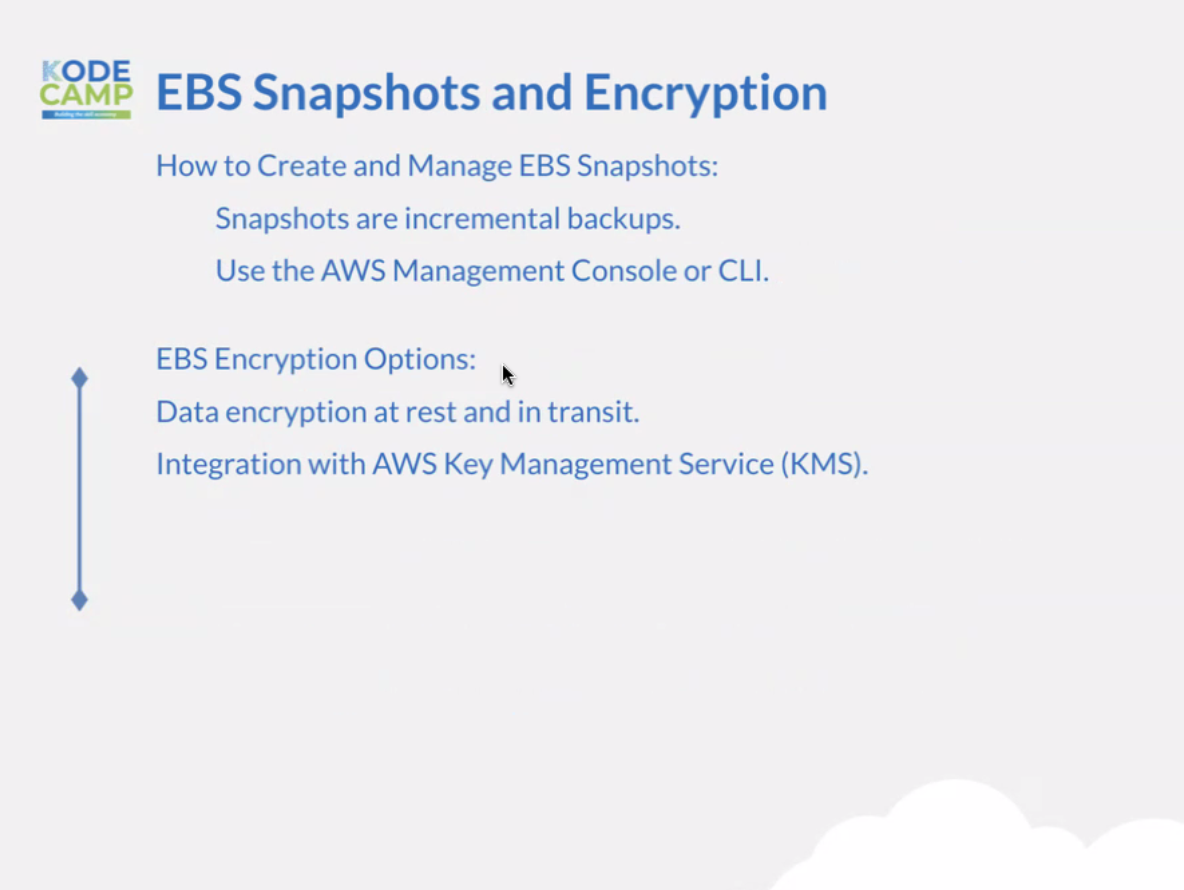 KODE
CAMP
Building the skill economy
EBS Snapshots and Encryption
How to Create and Manage EBS Snapshots:
Snapshots are incremental backups.
Use the AWS Management Console or CLI.
EBS Encryption Options:
Data encryption at rest and in transit.
Integration with AWS Key Management Service (KMS).